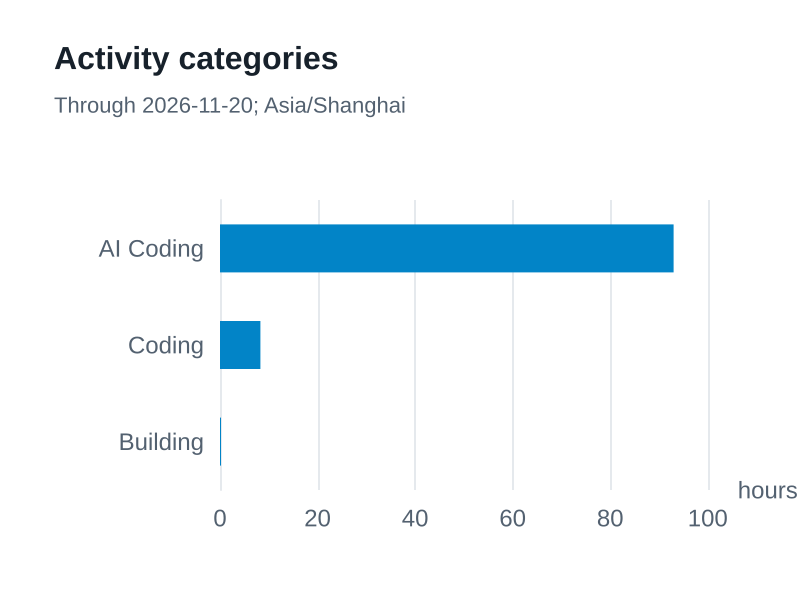 Activity categories
Through 2026-11-20; Asia/Shanghai
AI Coding
Coding
Building
hours
0 20 40 60 80 100